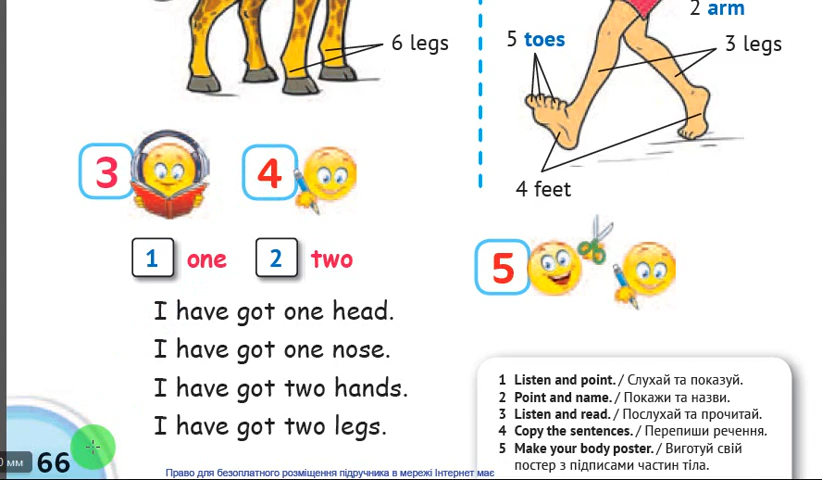 6 legs
2 arm
5 toes
3 legs
4 feet
3
4
1 one 2 two
I have got one head.
I have got one nose.
I have got two hands.
I have got two legs.
5
1 Listen and point. / Слухай та показуй.
2 Point and name. / Покажи та назви.
3 Listen and read. / Послухай та прочитай.
4 Copy the sentences. / Перепиши речення.
5 Make your body poster. / Виготуй свій
постер з підписами частин тіла.
0 мм
66
Право для безоплатного розміщення підручника в мережі Інтернет має